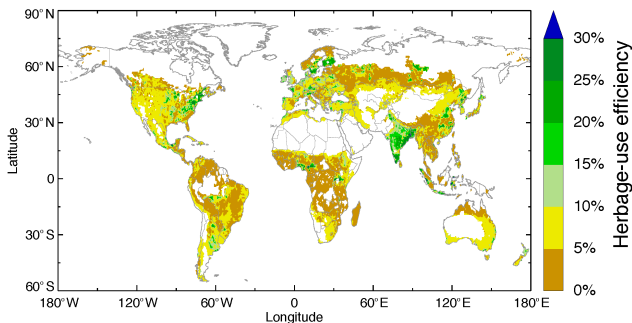 90°N
60°N
30°N
0
30°S
60°S
Latitude
180°W
120°W
60°W
0
60°E
120°E
180°E
Longitude
30%
25%
20%
15%
10%
5%
0%
Herbage-use efficiency